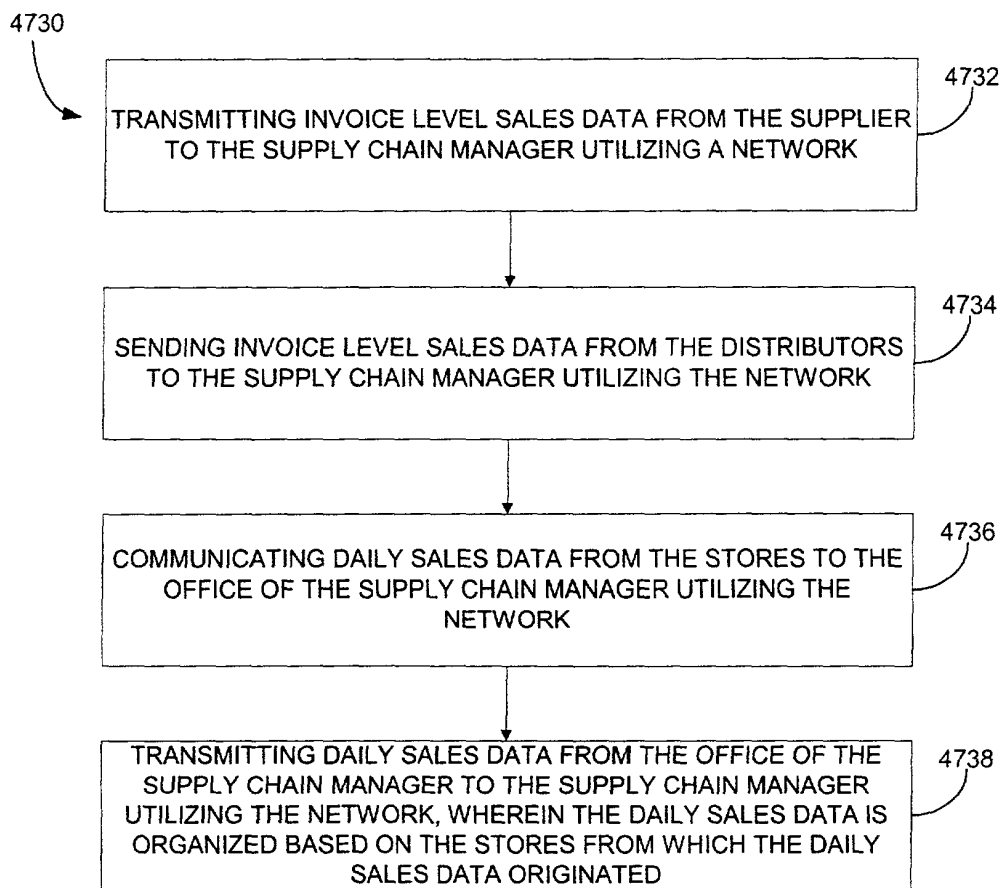 4730
4732
TRANSMITTING INVOICE LEVEL SALES DATA FROM THE SUPPLIER
TO THE SUPPLY CHAIN MANAGER UTILIZING A NETWORK
4734
SENDING INVOICE LEVEL SALES DATA FROM THE DISTRIBUTORS
TO THE SUPPLY CHAIN MANAGER UTILIZING THE NETWORK
4736
COMMUNICATING DAILY SALES DATA FROM THE STORES TO THE
OFFICE OF THE SUPPLY CHAIN MANAGER UTILIZING THE
NETWORK
4738
TRANSMITTING DAILY SALES DATA FROM THE OFFICE OF THE
SUPPLY CHAIN MANAGER TO THE SUPPLY CHAIN MANAGER
UTILIZING THE NETWORK, WHEREIN THE DAILY SALES DATA IS
ORGANIZED BASED ON THE STORES FROM WHICH THE DAILY
SALES DATA ORIGINATED